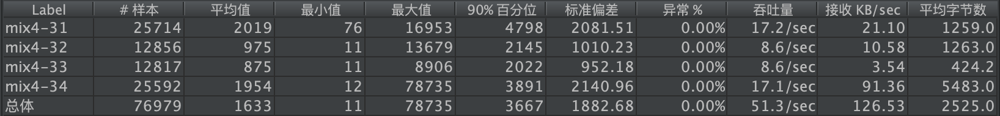 Label # 样本 平均值 最小值 最大值 90% 百分位 标准偏差 异常 % 吞吐量 接收 KB/sec 平均字节数
mix4-31 25714 2019 76 16953 4798 2081.51 0.00% 17.2/sec 21.10 1259.0
mix4-32 12856 975 11 13679 2145 1010.23 0.00% 8.6/sec 10.58 1263.0
mix4-33 12817 875 11 8906 2022 952.18 0.00% 8.6/sec 3.54 424.2
mix4-34 25592 1954 12 78735 3891 2140.96 0.00% 17.1/sec 91.36 5483.0
总体 76979 1633 11 78735 3667 1882.68 0.00% 51.3/sec 126.53 2525.0